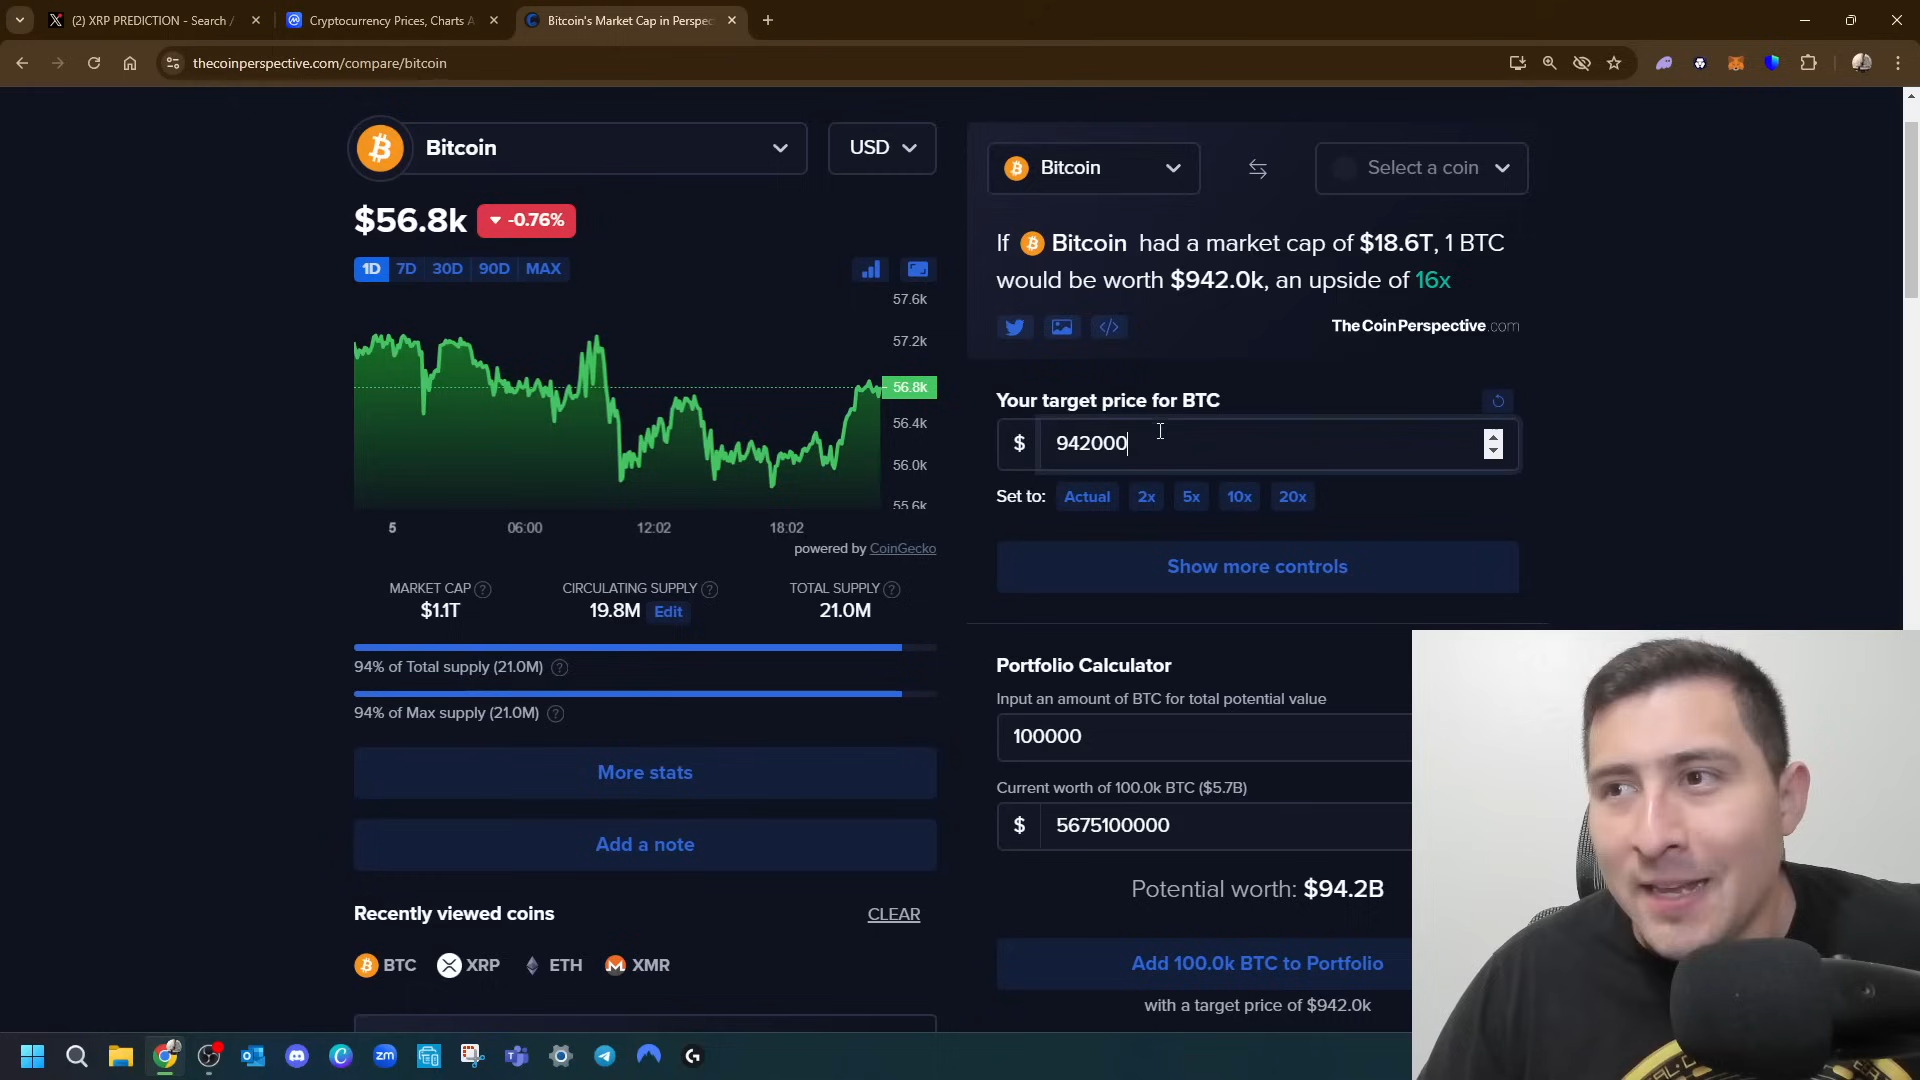 (2) XRP PREDICTION - Search /
Cryptocurrency Prices, Charts A
Bitcoin's Market Cap in Perspec
thecoinperspective.com/compare/bitcoin
Bitcoin
USD
$56.8k
-0.76%
1D 7D 30D 90D MAX
57.6k
57.2k
56.8k
56.4k
56.0k
55.6k
5 06:00 12:02 18:02
powered by CoinGecko
MARKET CAP ?
$1.1T
CIRCULATING SUPPLY ?
19.8M Edit
TOTAL SUPPLY ?
21.0M
94% of Total supply (21.0M) ?
94% of Max supply (21.0M) ?
More stats
Add a note
Recently viewed coins
CLEAR
BTC XRP ETH XMR
Bitcoin
Select a coin
If Bitcoin had a market cap of $18.6T, 1 BTC
would be worth $942.0k, an upside of 16x
TheCoinPerspective.com
Your target price for BTC
$ 942000
Set to: Actual 2x 5x 10x 20x
Show more controls
Portfolio Calculator
Input an amount of BTC for total potential value
100000
Current worth of 100.0k BTC ($5.7B)
$ 5675100000
Potential worth: $94.2B
Add 100.0k BTC to Portfolio
with a target price of $942.0k
zm